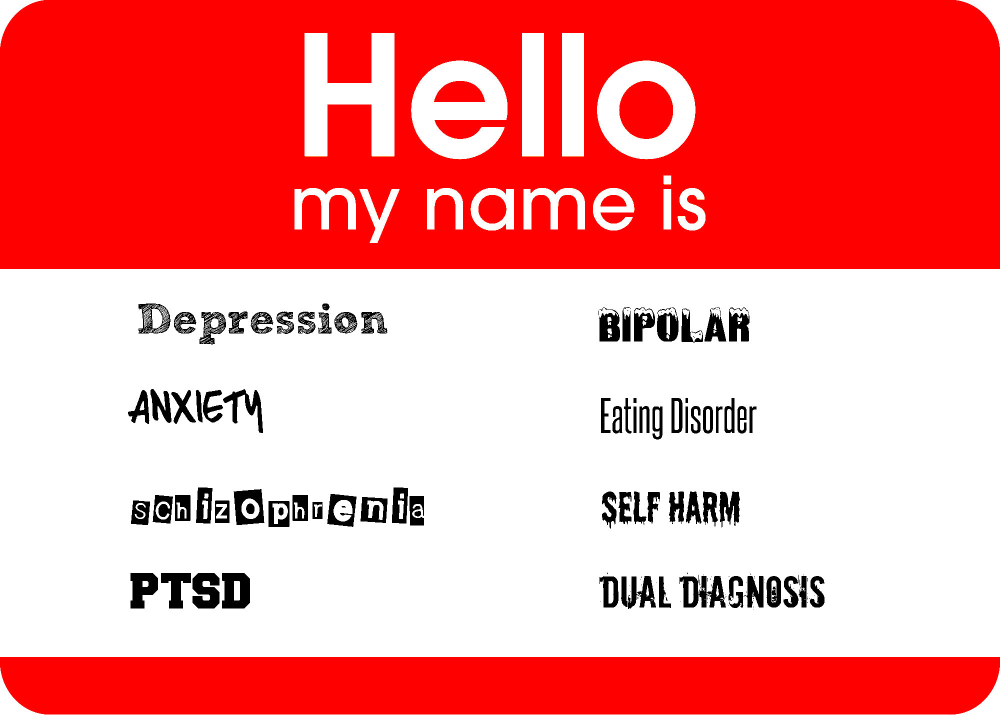 Hello
my name is
Depression
ANXIETY
schizophrenia
PTSD
BIPOLAR
Eating Disorder
SELF HARM
DUAL DIAGNOSIS